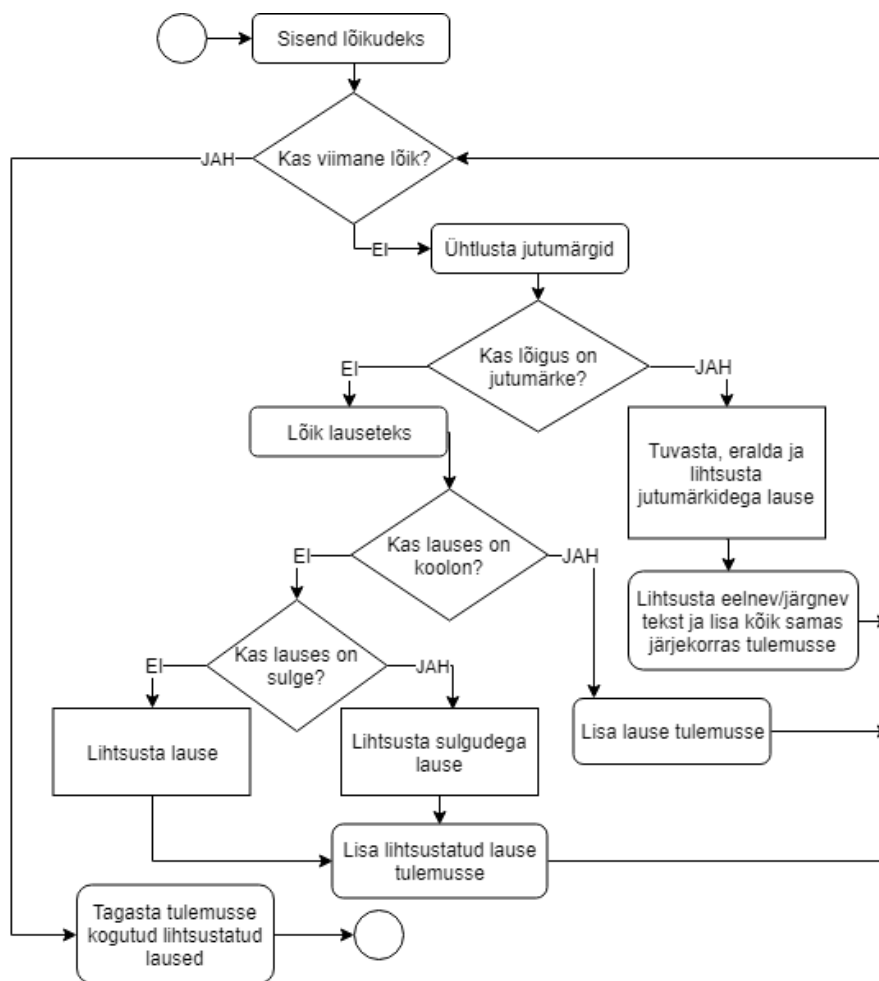 Sisend lõikudeks
Kas viimane lõik?
JAH
EI
Ühtlusta jutumärgid
Kas lõigus on
jutumärke?
EI
JAH
Lõik lauseteks
Tuvasta, eralda ja
lihtsusta
jutumärkidega lause
Kas lauses on
koolon?
EI
JAH
Lihtsusta eelnev/järgnev
tekst ja lisa kõik samas
järjekorras tulemusse
Kas lauses on
sulge?
EI
JAH
Lihtsusta lause
Lihtsusta sulgudega
lause
Lisa lause tulemusse
Lisa lihtsustatud lause
tulemusse
Tagasta tulemusse
kogutud lihtsustatud
laused